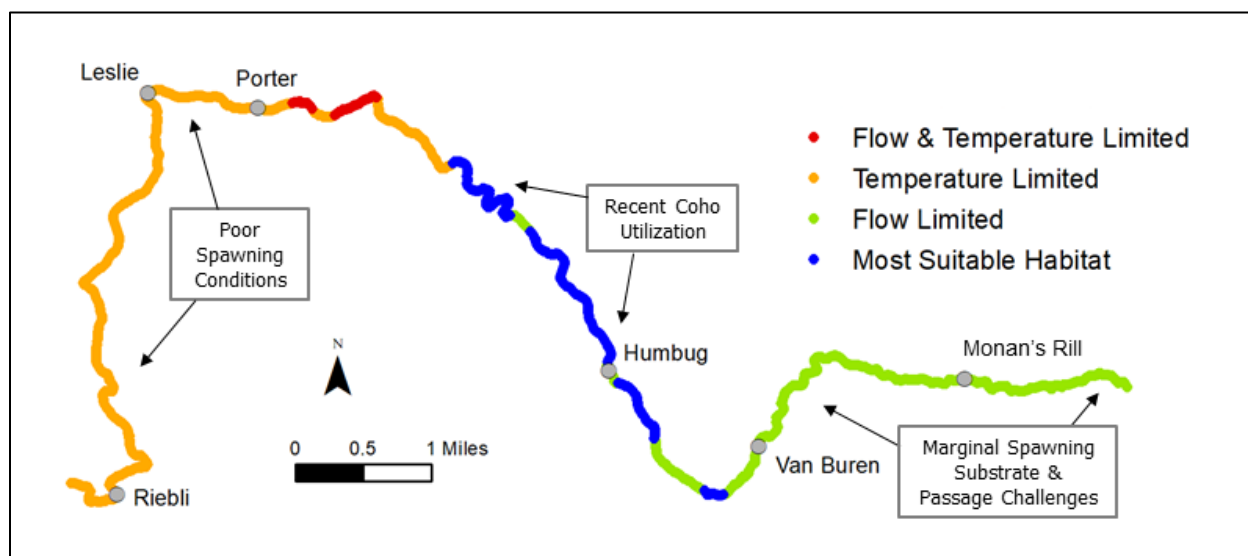 Leslie
Porter
Flow & Temperature Limited
Temperature Limited
Flow Limited
Most Suitable Habitat
Poor
Spawning
Conditions
Recent Coho
Utilization
N
Humbug
Monan's Rill
0 0.5 1 Miles
Van Buren
Marginal Spawning
Substrate &
Passage Challenges
Riebli